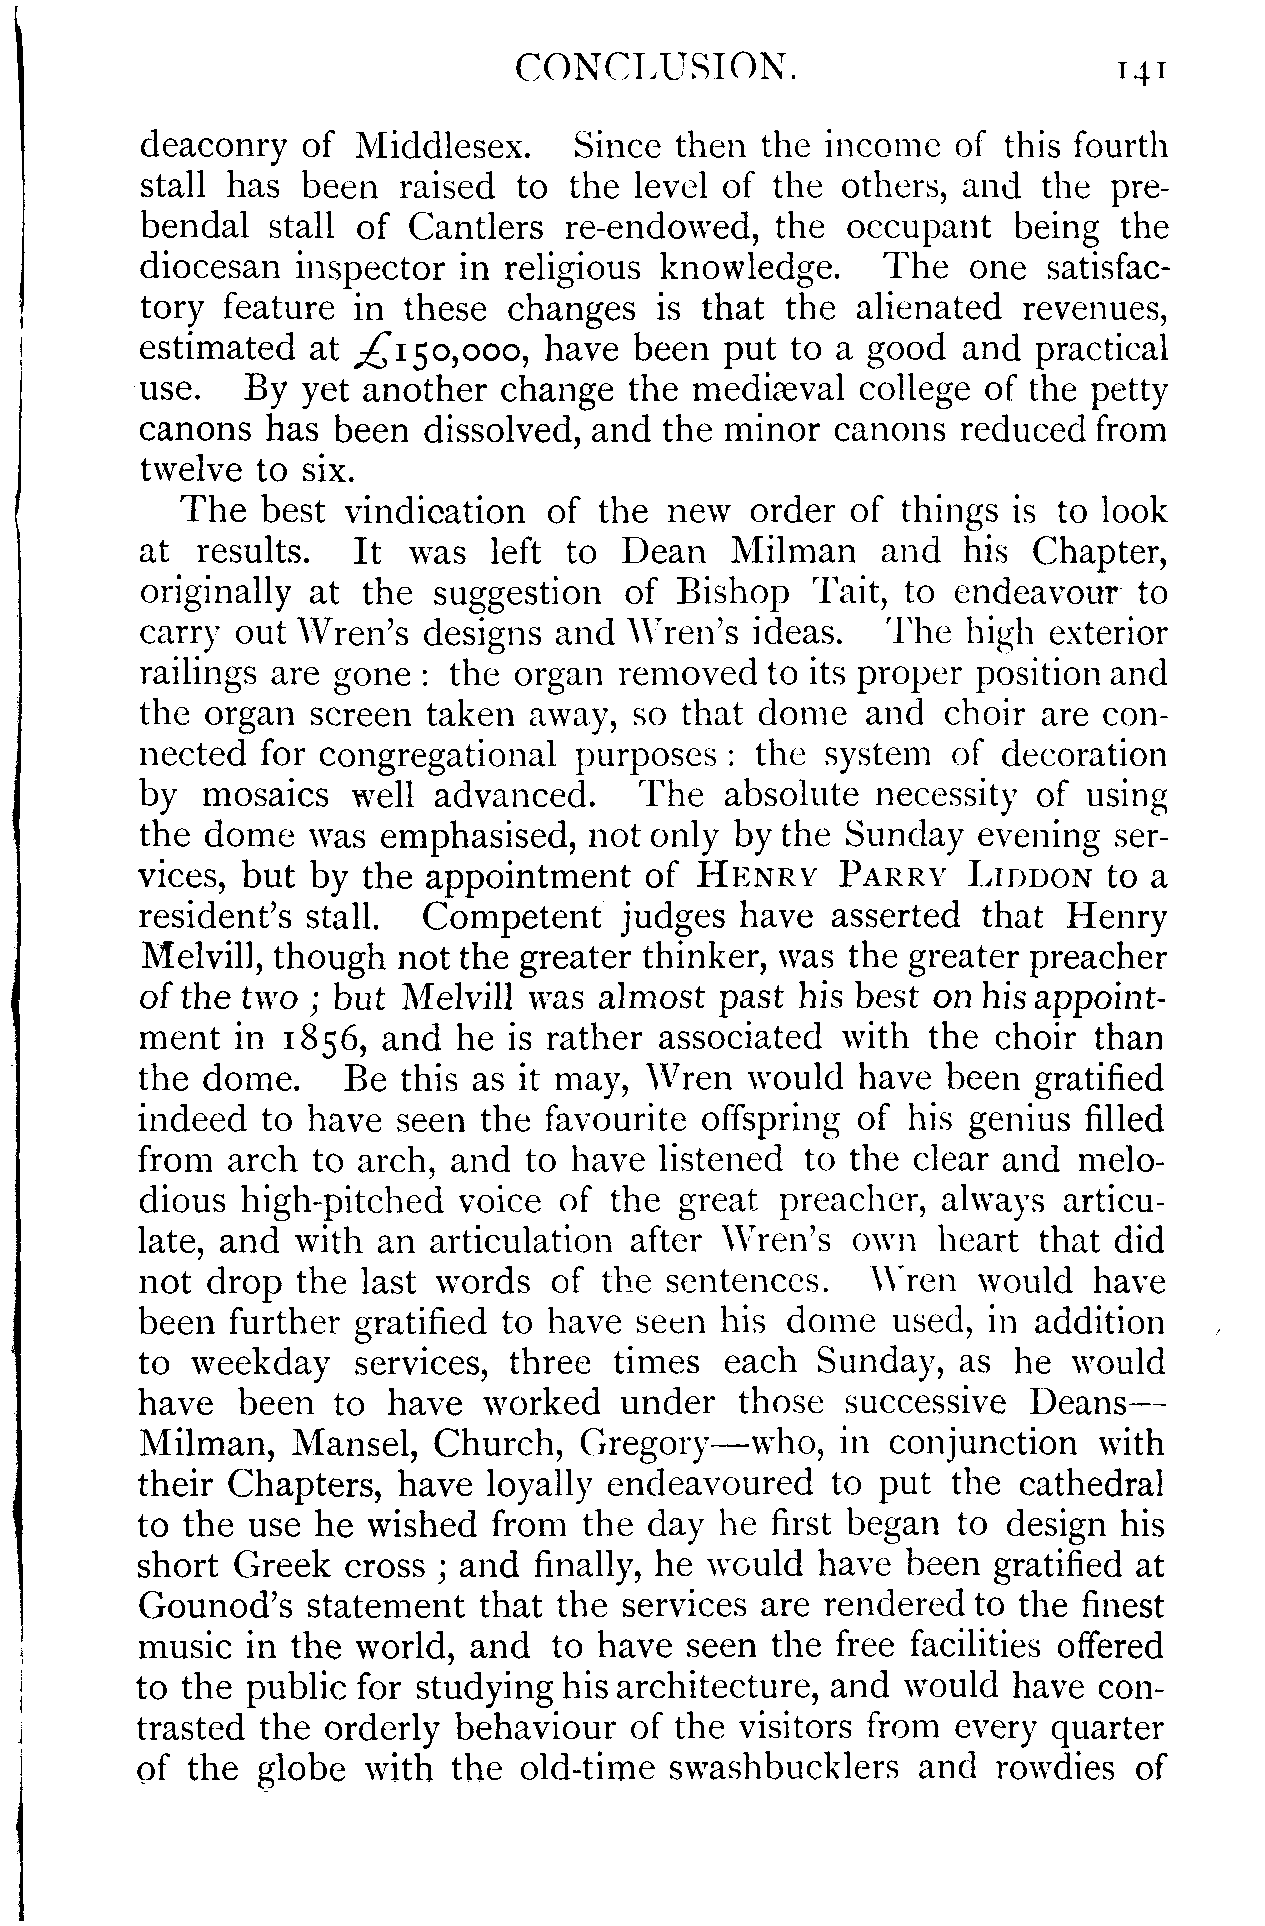 CONCLUSION. 141
deaconry of Middlesex. Since then the income of this fourth
stall has been raised to the level of the others, and the pre-
bendal stall of Cantlers re-endowed, the occupant being the
diocesan inspector in religious knowledge. The one satisfac-
tory feature in these changes is that the alienated revenues,
estimated at £150,000, have been put to a good and practical
use. By yet another change the mediæval college of the petty
canons has been dissolved, and the minor canons reduced from
twelve to six.
The best vindication of the new order of things is to look
at results. It was left to Dean Milman and his Chapter,
originally at the suggestion of Bishop Tait, to endeavour to
carry out Wren's designs and Wren's ideas. The high exterior
railings are gone : the organ removed to its proper position and
the organ screen taken away, so that dome and choir are con-
nected for congregational purposes : the system of decoration
by mosaics well advanced. The absolute necessity of using
the dome was emphasised, not only by the Sunday evening ser-
vices, but by the appointment of HENRY PARRY LIDDON to a
resident's stall. Competent judges have asserted that Henry
Melvill, though not the greater thinker, was the greater preacher
of the two ; but Melvill was almost past his best on his appoint-
ment in 1856, and he is rather associated with the choir than
the dome. Be this as it may, Wren would have been gratified
indeed to have seen the favourite offspring of his genius filled
from arch to arch, and to have listened to the clear and melo-
dious high-pitched voice of the great preacher, always articu-
late, and with an articulation after Wren's own heart that did
not drop the last words of the sentences. Wren would have
been further gratified to have seen his dome used, in addition
to weekday services, three times each Sunday, as he would
have been to have worked under those successive Deans—
Milman, Mansel, Church, Gregory—who, in conjunction with
their Chapters, have loyally endeavoured to put the cathedral
to the use he wished from the day he first began to design his
short Greek cross ; and finally, he would have been gratified at
Gounod's statement that the services are rendered to the finest
music in the world, and to have seen the free facilities offered
to the public for studying his architecture, and would have con-
trasted the orderly behaviour of the visitors from every quarter
of the globe with the old-time swashbucklers and rowdies of